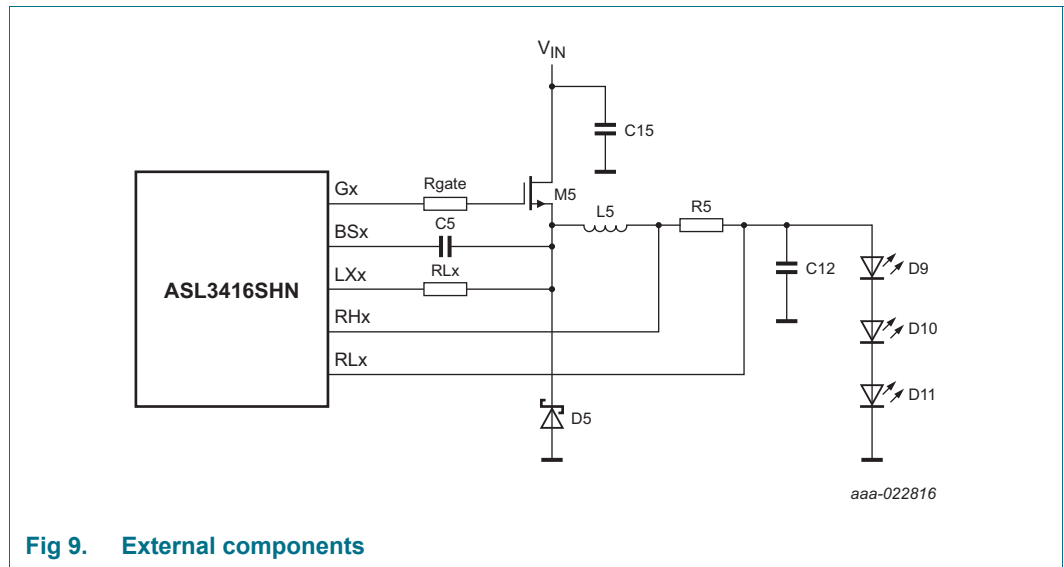 VIN
C15
Gx
Rgate
M5
L5
R5
BSx
C5
C12
D9
LXx
RLx
ASL3416SHN
RHx
D10
RLx
D11
D5
aaa-022816
Fig 9. External components